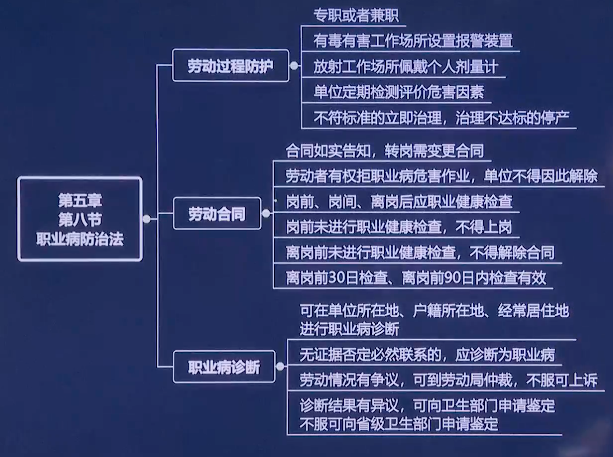 第五章
第八节
职业病防治法
劳动过程防护
专职或者兼职
有毒有害工作场所设置报警装置
放射工作场所佩戴个人剂量计
单位定期检测评价危害因素
不符标准的立即治理，治理不达标的停产
劳动合同
合同如实告知，转岗需变更合同
劳动者有权拒职业病危害作业，单位不得因此解除
岗前、岗间、离岗后应职业健康检查
岗前未进行职业健康检查，不得上岗
离岗前未进行职业健康检查，不得解除合同
离岗前30日检查、离岗前90日内检查有效
职业病诊断
可在单位所在地、户籍所在地、经常居住地
进行职业病诊断
无证据否定必然联系的，应诊断为职业病
劳动情况有争议，可到劳动局仲裁，不服可上诉
诊断结果有异议，可向卫生部门申请鉴定
不服可向省级卫生部门申请鉴定